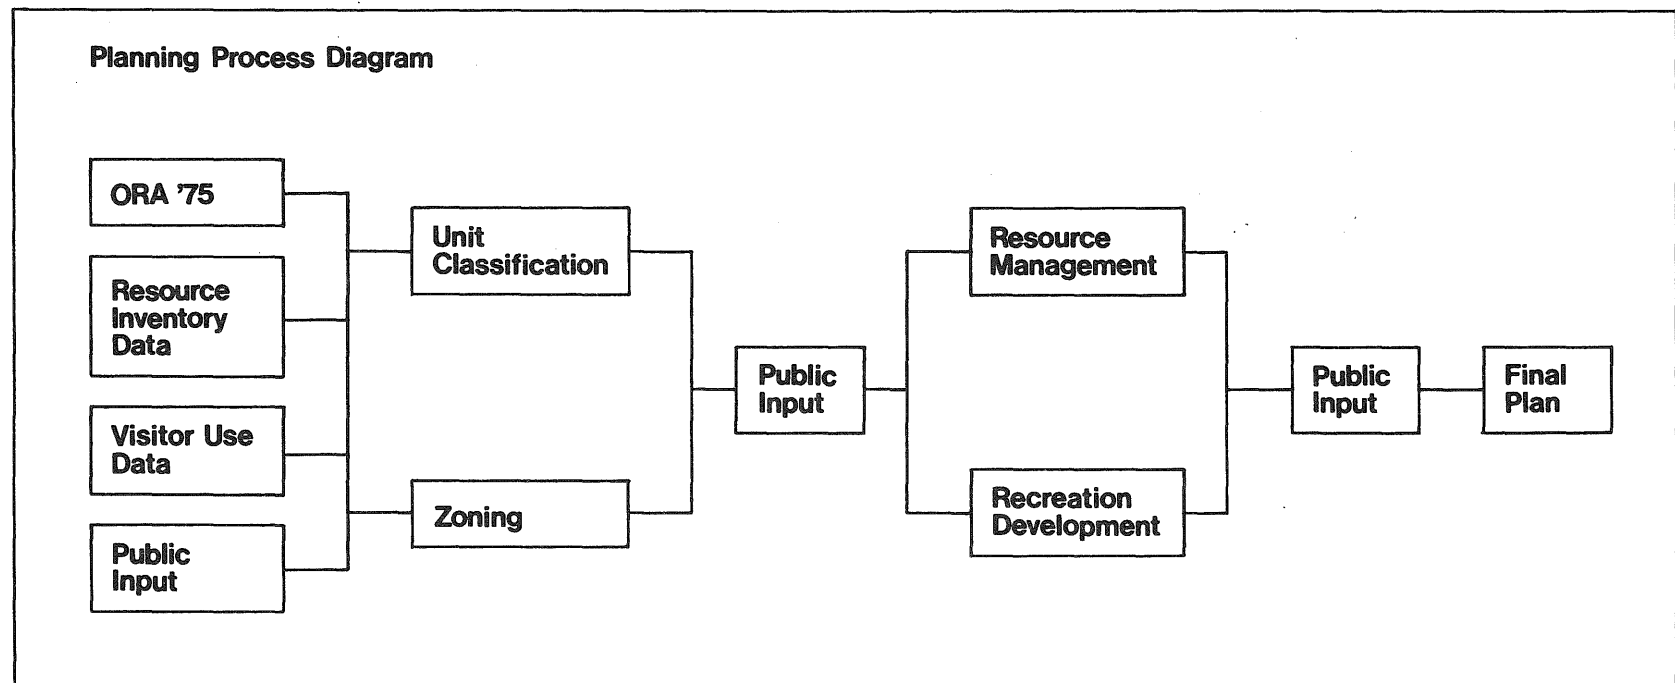 Planning Process Diagram
ORA '75
Resource
Inventory
Data
Visitor Use
Data
Public
Input
Unit
Classification
Zoning
Public
Input
Resource
Management
Recreation
Development
Public
Input
Final
Plan